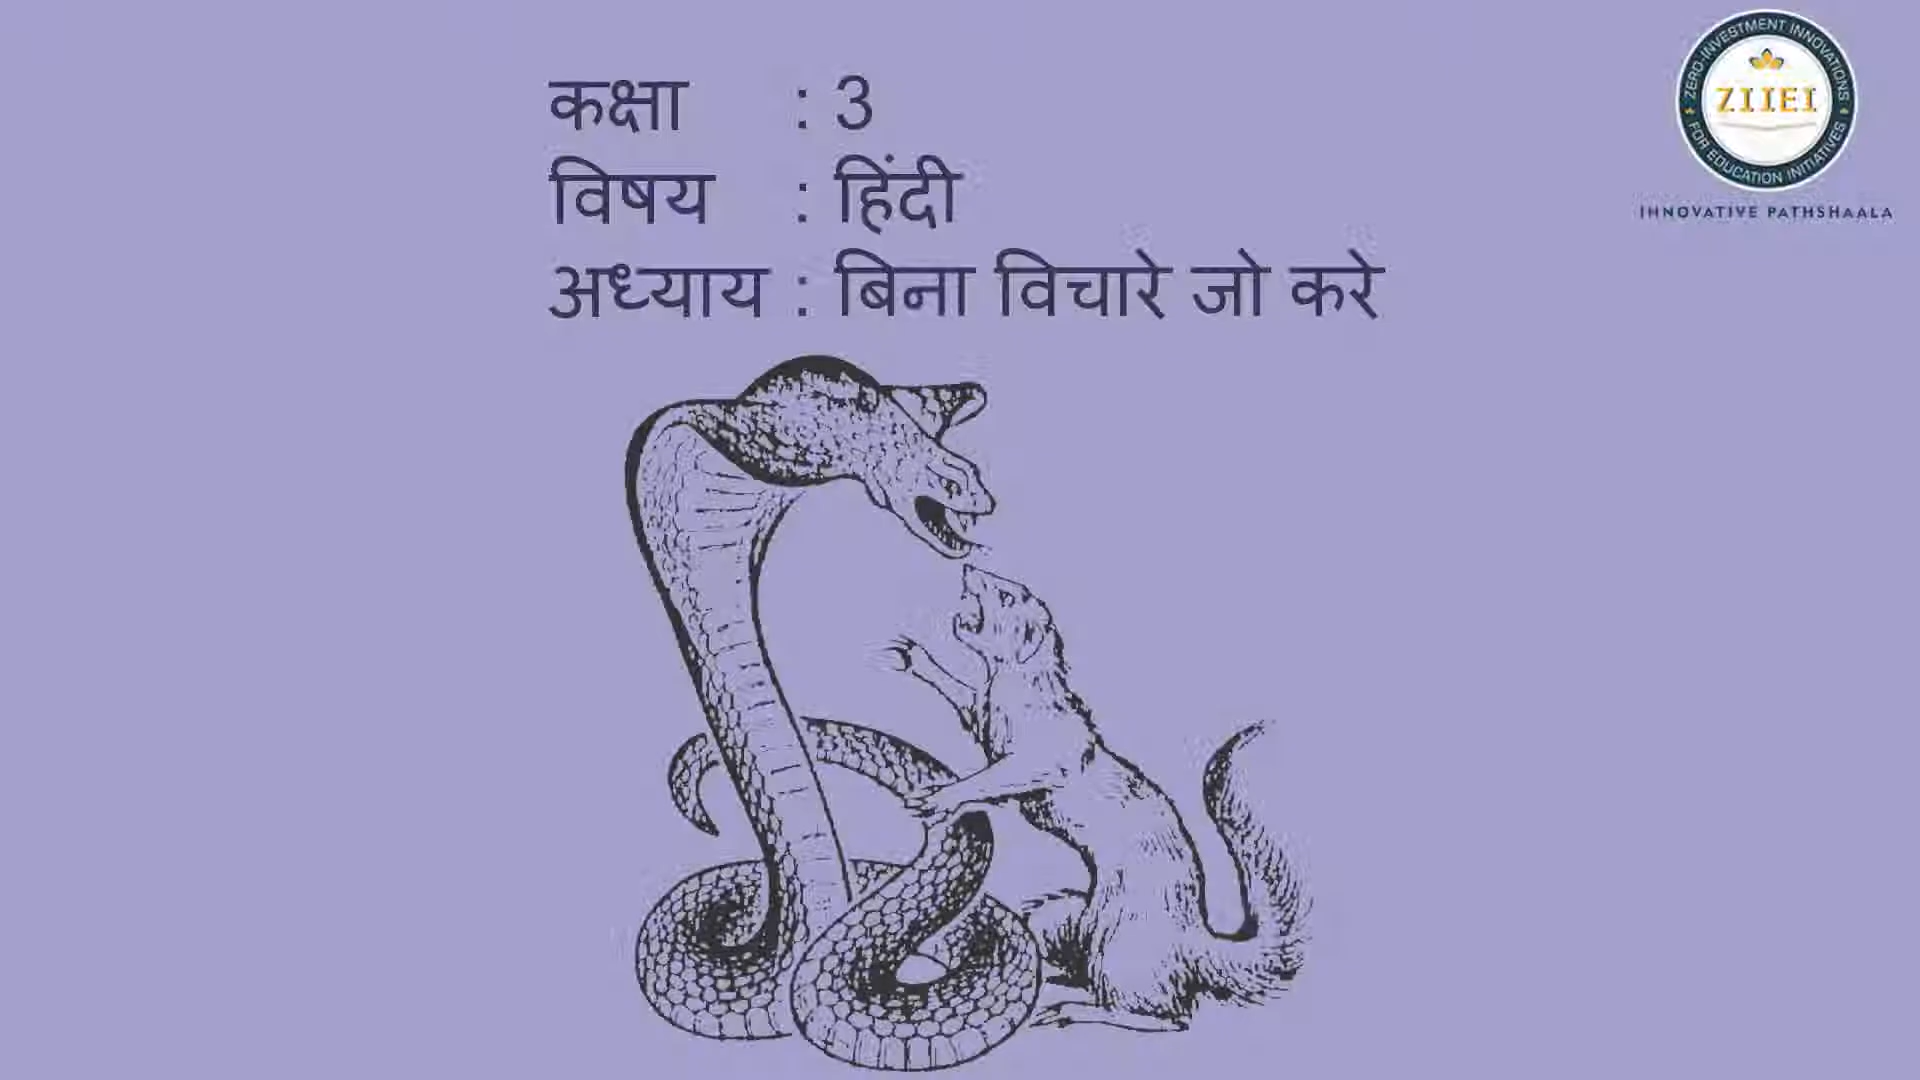 कक्षा : 3
विषय : हिंदी
अध्याय : बिना विचारे जो करे
ZERO-INVESTMENT INNOVATIONS
ZIIEI
FOR EDUCATION INITIATIVES
INNOVATIVE PATHSHAALA